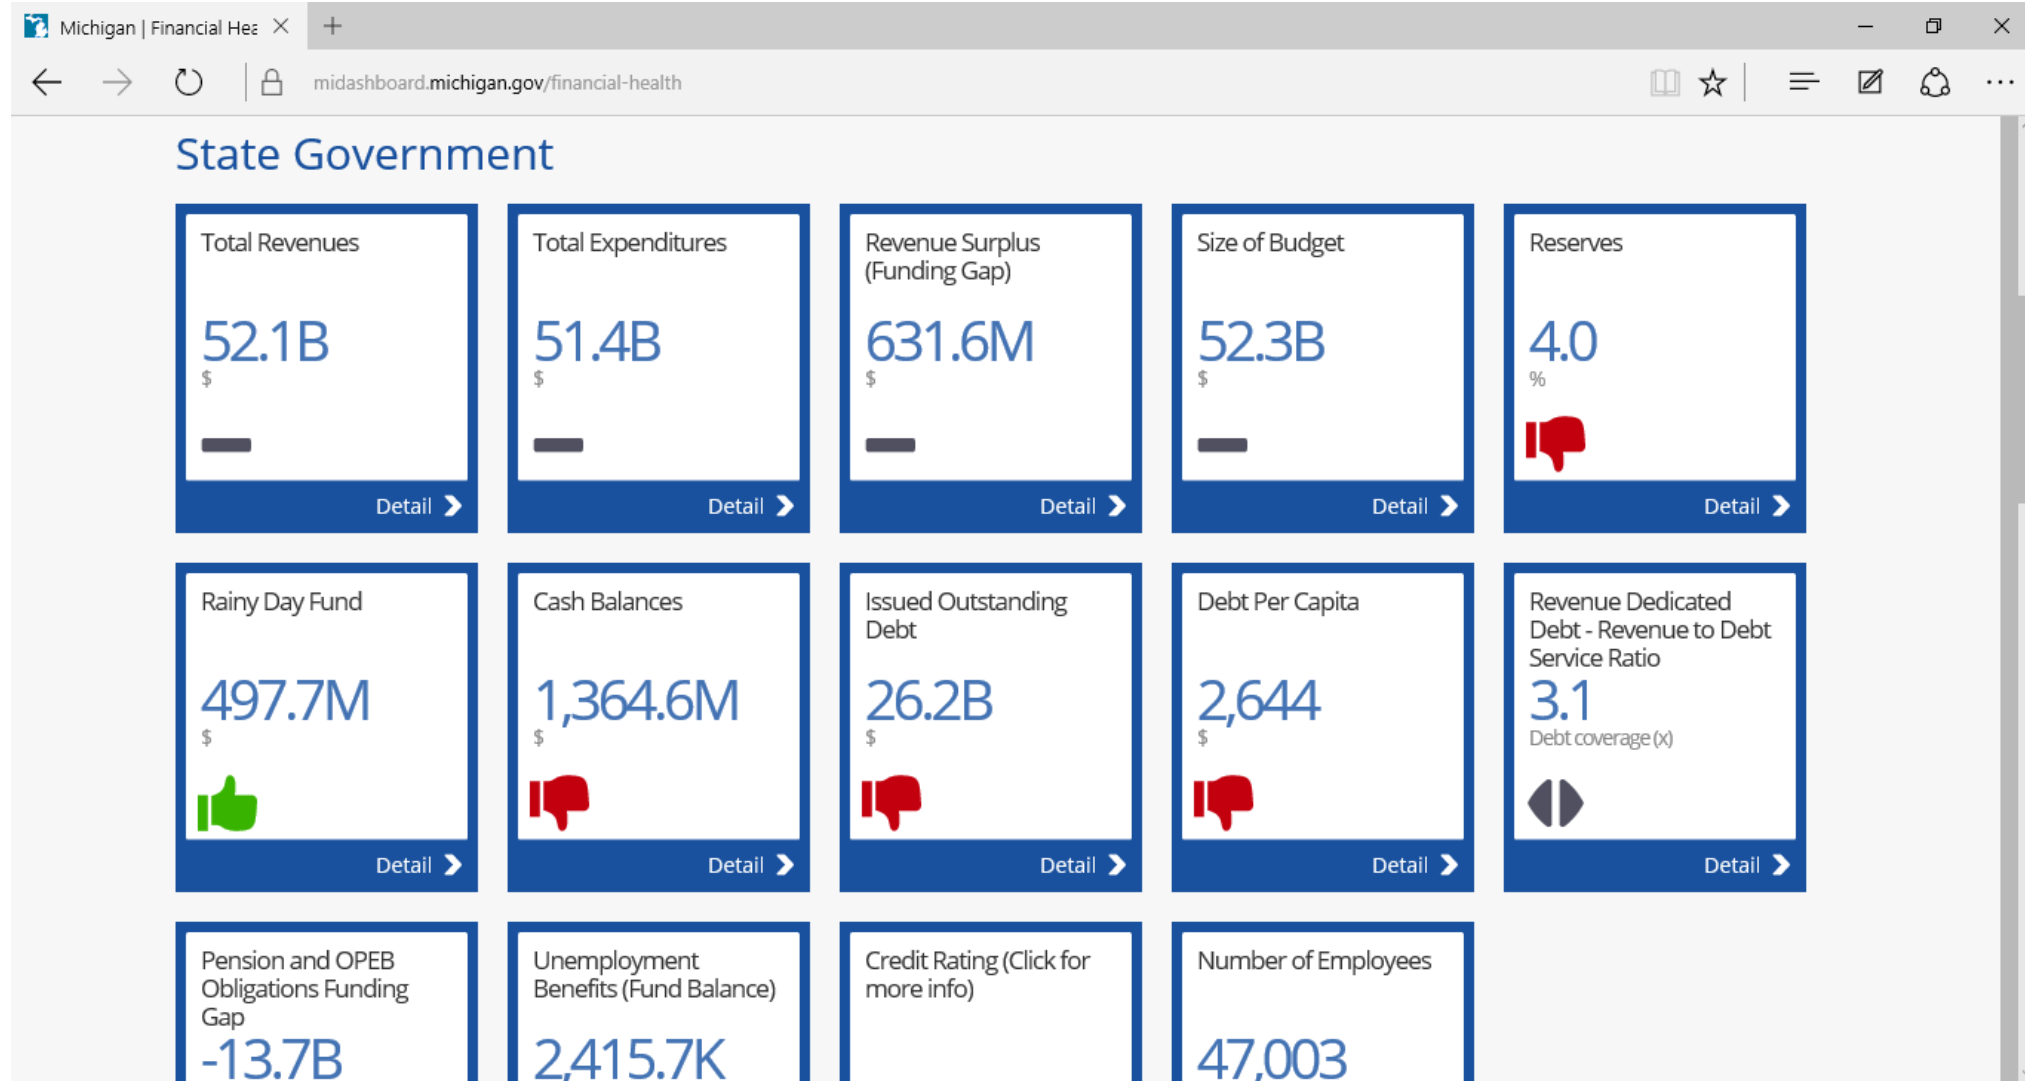 Michigan | Financial Hea
midashboard.michigan.gov/financial-health
State Government
Total Revenues
52.1B
$
Detail
Total Expenditures
51.4B
$
Detail
Revenue Surplus
(Funding Gap)
631.6M
$
Detail
Size of Budget
52.3B
$
Detail
Reserves
4.0
%
Detail
Rainy Day Fund
497.7M
$
Detail
Cash Balances
1,364.6M
$
Detail
Issued Outstanding
Debt
26.2B
$
Detail
Debt Per Capita
2,644
$
Detail
Revenue Dedicated
Debt - Revenue to Debt
Service Ratio
3.1
Debt coverage (x)
Detail
Pension and OPEB
Obligations Funding
Gap
-13.7B
Unemployment
Benefits (Fund Balance)
2,415.7K
Credit Rating (Click for
more info)
Number of Employees
47,003